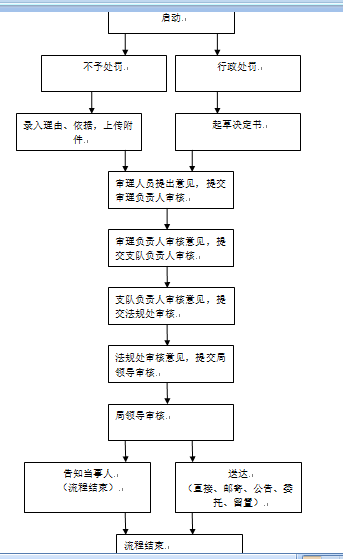 启动
不予处罚
行政处罚
录入理由、依据，上传附
件
起草决定书
审理人员提出意见，提交
审理负责人审核
审理负责人审核意见，提
交支队负责人审核
支队负责人审核意见，提
交法规处审核
法规处审核意见，提交局
领导审核
局领导审核
告知当事人
（流程结束）
送达
（直接、邮寄、公告、委
托、留置）
流程结束